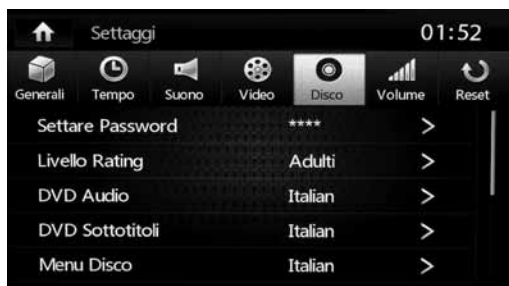 Settaggi 01:52
Generali Tempo Suono Video Disco Volume Reset
Settare Password **** >
Livello Rating Adulti >
DVD Audio Italian >
DVD Sottotitoli Italian >
Menu Disco Italian >